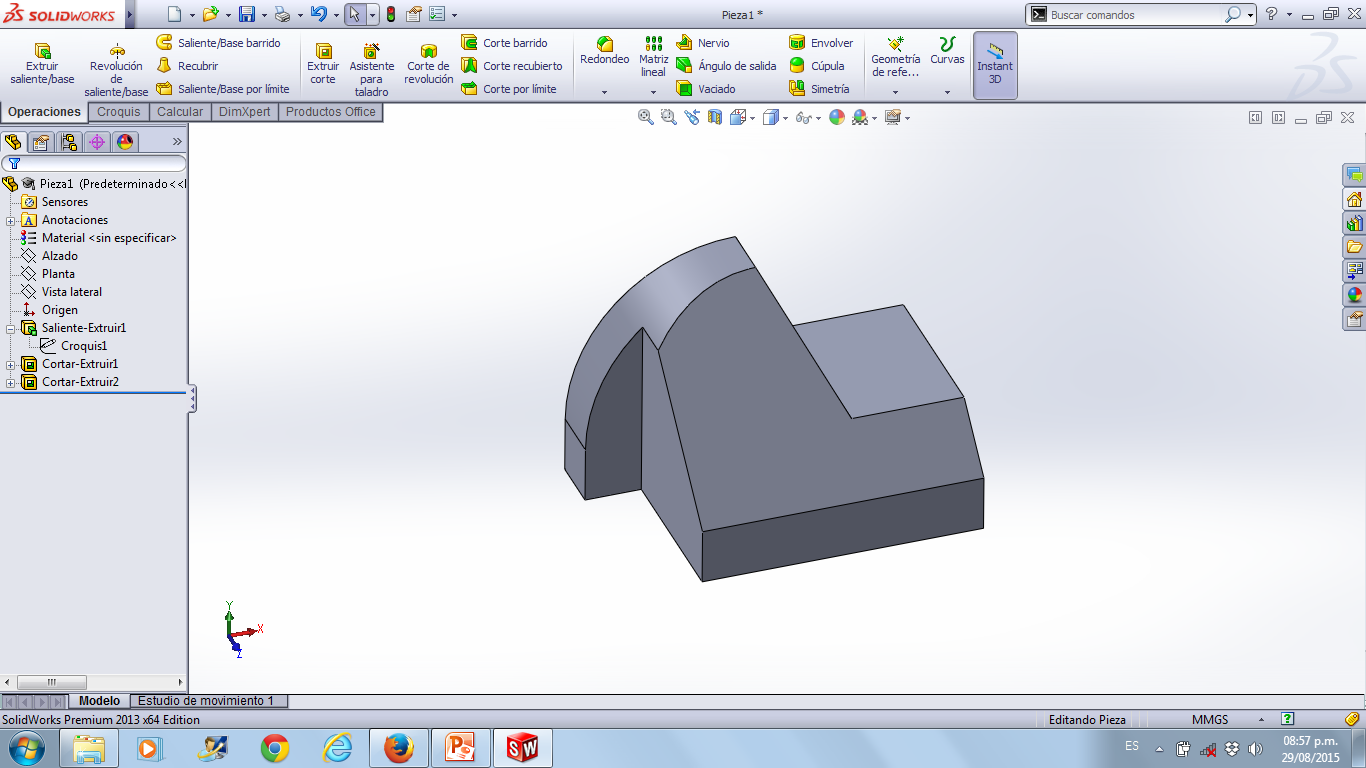 SOLIDWORKS
Pieza1 *
Buscar comandos
Extruir
saliente/base
Revolución
de
saliente/base
Saliente/Base barrido
Recubrir
Saliente/Base por límite
Extruir
corte
Asistente
para
taladro
Corte de
revolución
Corte barrido
Corte recubierto
Corte por límite
Redondeo
Matriz
lineal
Nervio
Ángulo de salida
Vaciado
Envolver
Cúpula
Simetría
Geometría
de refe...
Curvas
Instant
3D
Operaciones
Croquis
Calcular
DimXpert
Productos Office
Pieza1 (Predeterminado<<
Sensores
Anotaciones
Material <sin especificar>
Alzado
Planta
Vista lateral
Origen
Saliente-Extruir1
Croquis1
Cortar-Extruir1
Cortar-Extruir2
Y
X
Z
Modelo
Estudio de movimiento 1
SolidWorks Premium 2013 x64 Edition
Editando Pieza
MMGS
ES
08:57 p.m.
29/08/2015